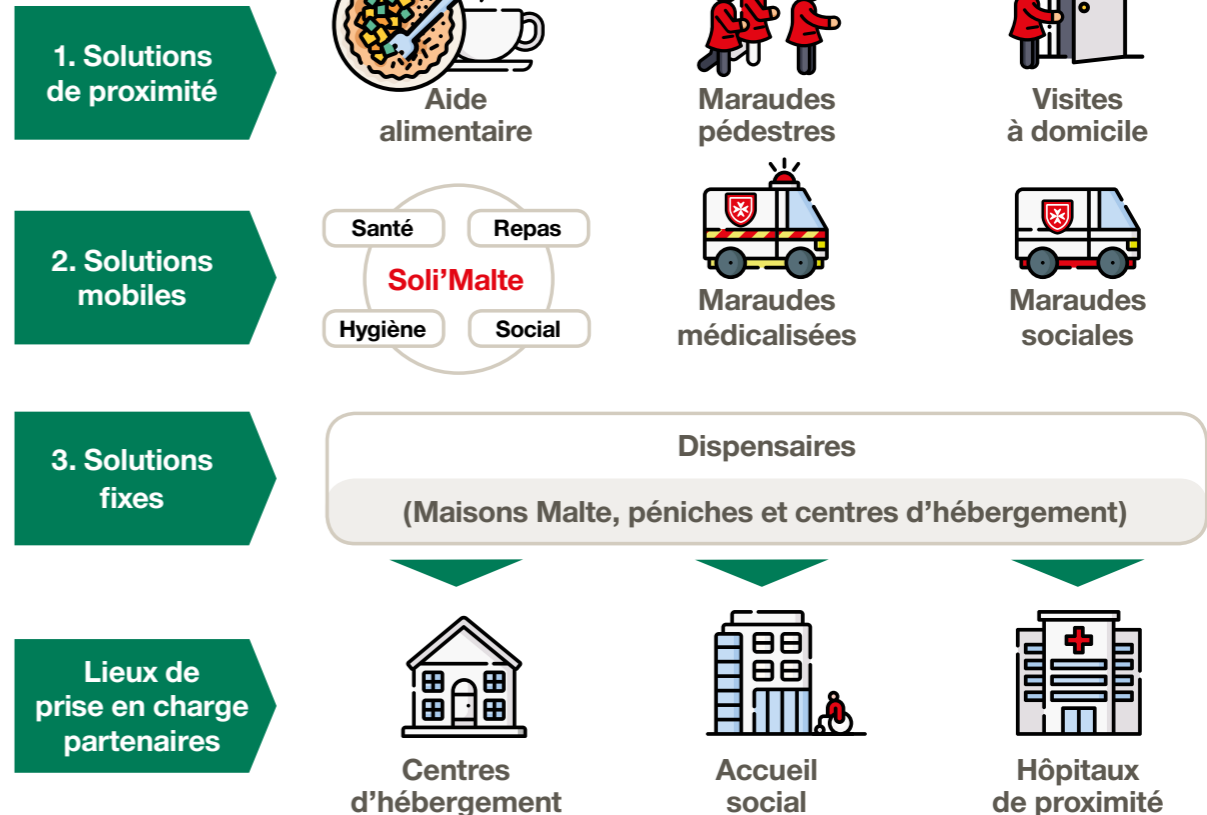 1. Solutions
de proximité
Aide
alimentaire
Maraudes
pédestres
Visites
à domicile
2. Solutions
mobiles
Santé
Repas
Soli’Malte
Hygiène
Social
Maraudes
médicalisées
Maraudes
sociales
3. Solutions
fixes
Dispensaires
(Maisons Malte, péniches et centres d’hébergement)
Lieux de
prise en charge
partenaires
Centres
d’hébergement
Accueil
social
Hôpitaux
de proximité